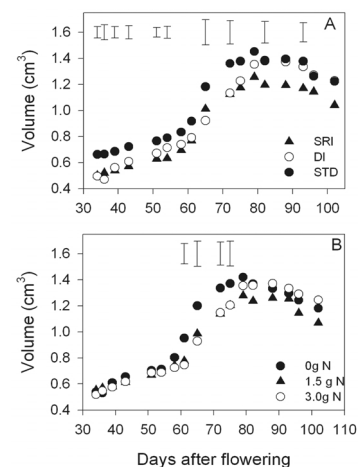 A
Volume (cm3)
1.6
1.4
1.2
1.0
0.8
0.6
0.4
SRI
DI
STD
30 40 50 60 70 80 90 100
B
Volume (cm3)
1.6
1.4
1.2
1.0
0.8
0.6
0.4
0g N
1.5 g N
3.0g N
30 40 50 60 70 80 90 100 110
Days after flowering